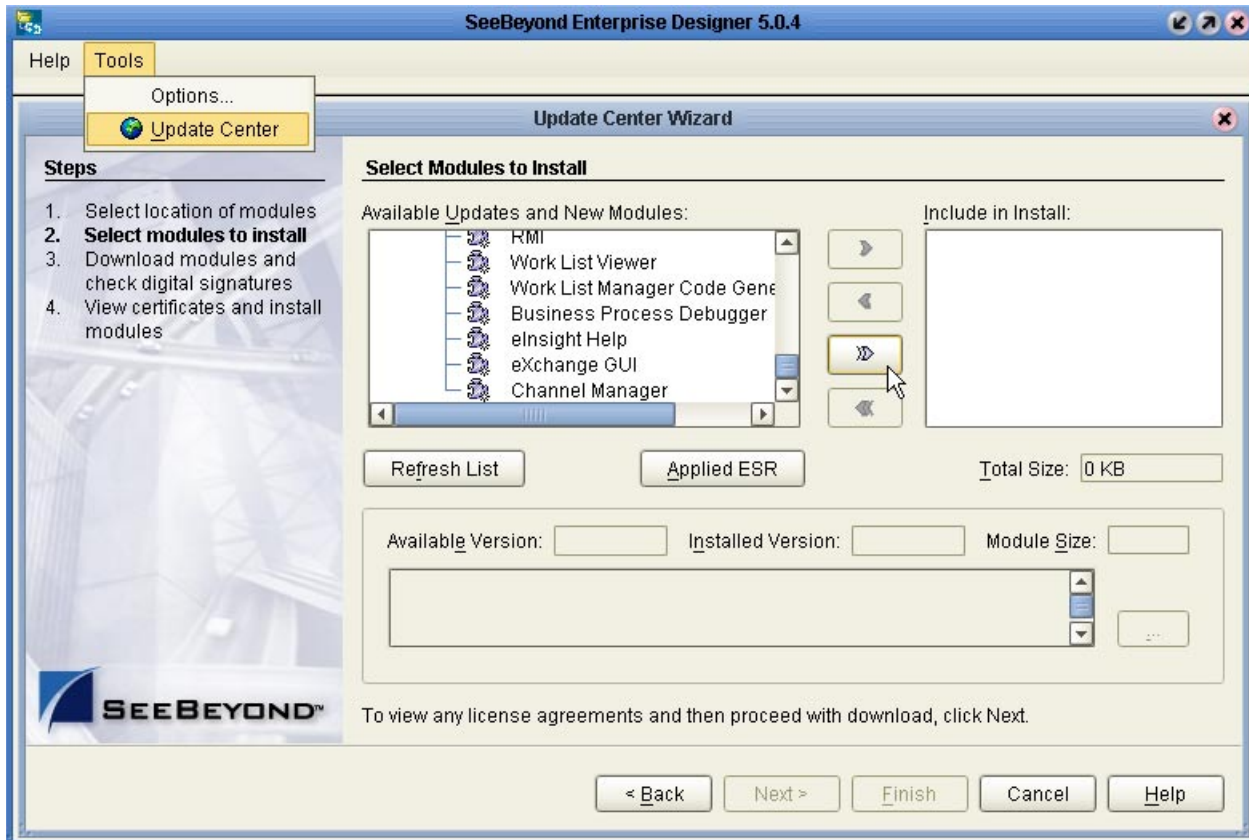 SeeBeyond Enterprise Designer 5.0.4
Help Tools
Options...
Update Center
Update Center Wizard
Steps
1. Select location of modules
2. Select modules to install
3. Download modules and
check digital signatures
4. View certificates and install
modules
SEEBEYOND™
Select Modules to Install
Available Updates and New Modules:
RMI
Work List Viewer
Work List Manager Code Gene
Business Process Debugger
eInsight Help
eXchange GUI
Channel Manager
Include in Install:
Refresh List
Applied ESR
Total Size: 0 KB
Available Version:
Installed Version:
Module Size:
...
To view any license agreements and then proceed with download, click Next.
< Back
Next >
Finish
Cancel
Help